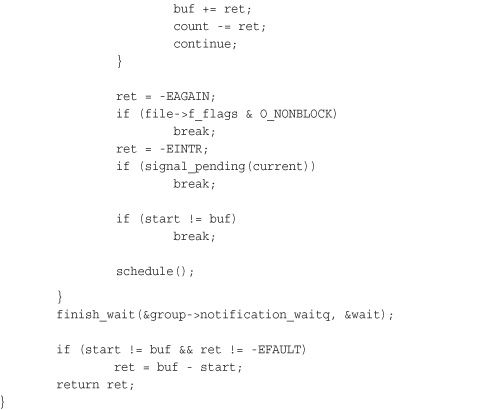 buf += ret;
                        count -= ret;
                        continue;
                }

                ret = -EAGAIN;
                if (file->f_flags & O_NONBLOCK)
                        break;
                ret = -EINTR;
                if (signal_pending(current))
                        break;

                if (start != buf)
                        break;

                schedule();

        }
        finish_wait(&group->notification_waitq, &wait);

        if (start != buf && ret != -EFAULT)
                ret = buf - start;
        return ret;
}